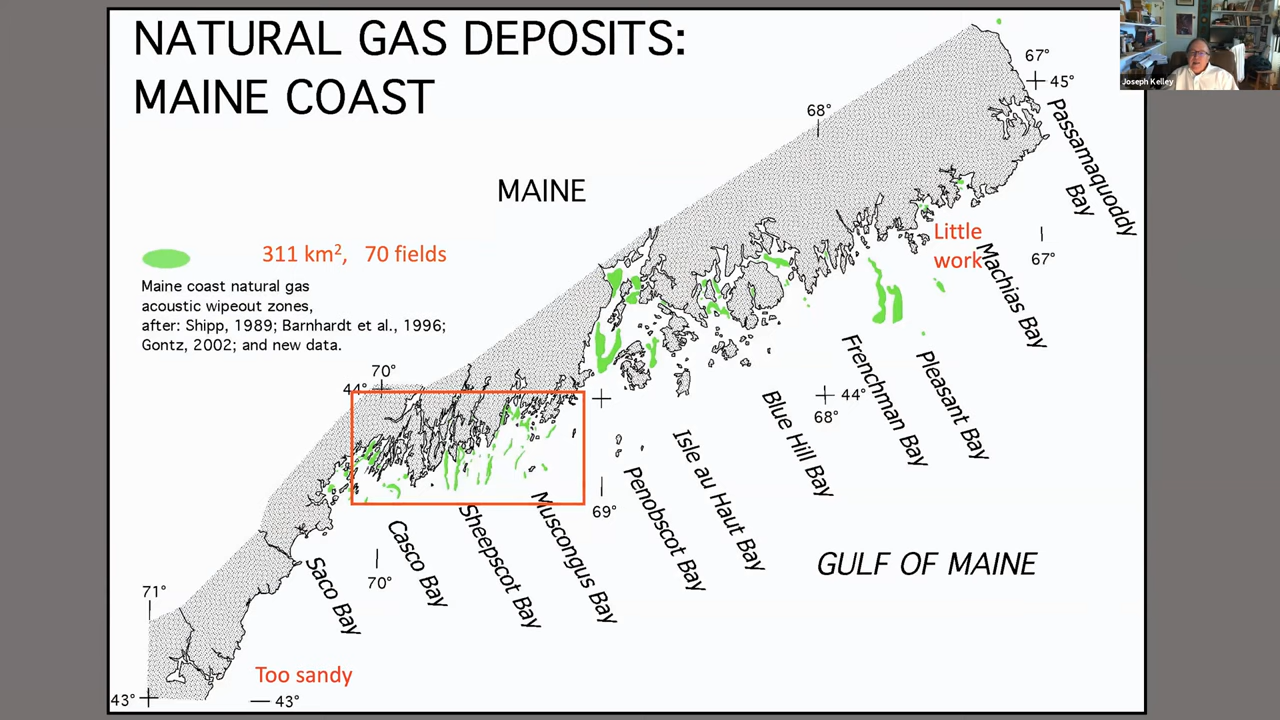 NATURAL GAS DEPOSITS:
MAINE COAST
Joseph Kelley
67°
45°
Passamaquoddy
Bay
68°
MAINE
311 km², 70 fields
Maine coast natural gas
acoustic wipeout zones,
after: Shipp, 1989; Barnhardt et al., 1996;
Gontz, 2002; and new data.
Little
work
67°
Machias Bay
70°
44°
44°
68°
Pleasant Bay
Frenchman Bay
Blue Hill Bay
Isle au Haut Bay
Penobscot Bay
69°
Muscongus Bay
Sheepscot Bay
Casco Bay
70°
Saco Bay
GULF OF MAINE
71°
Too sandy
43°
43°